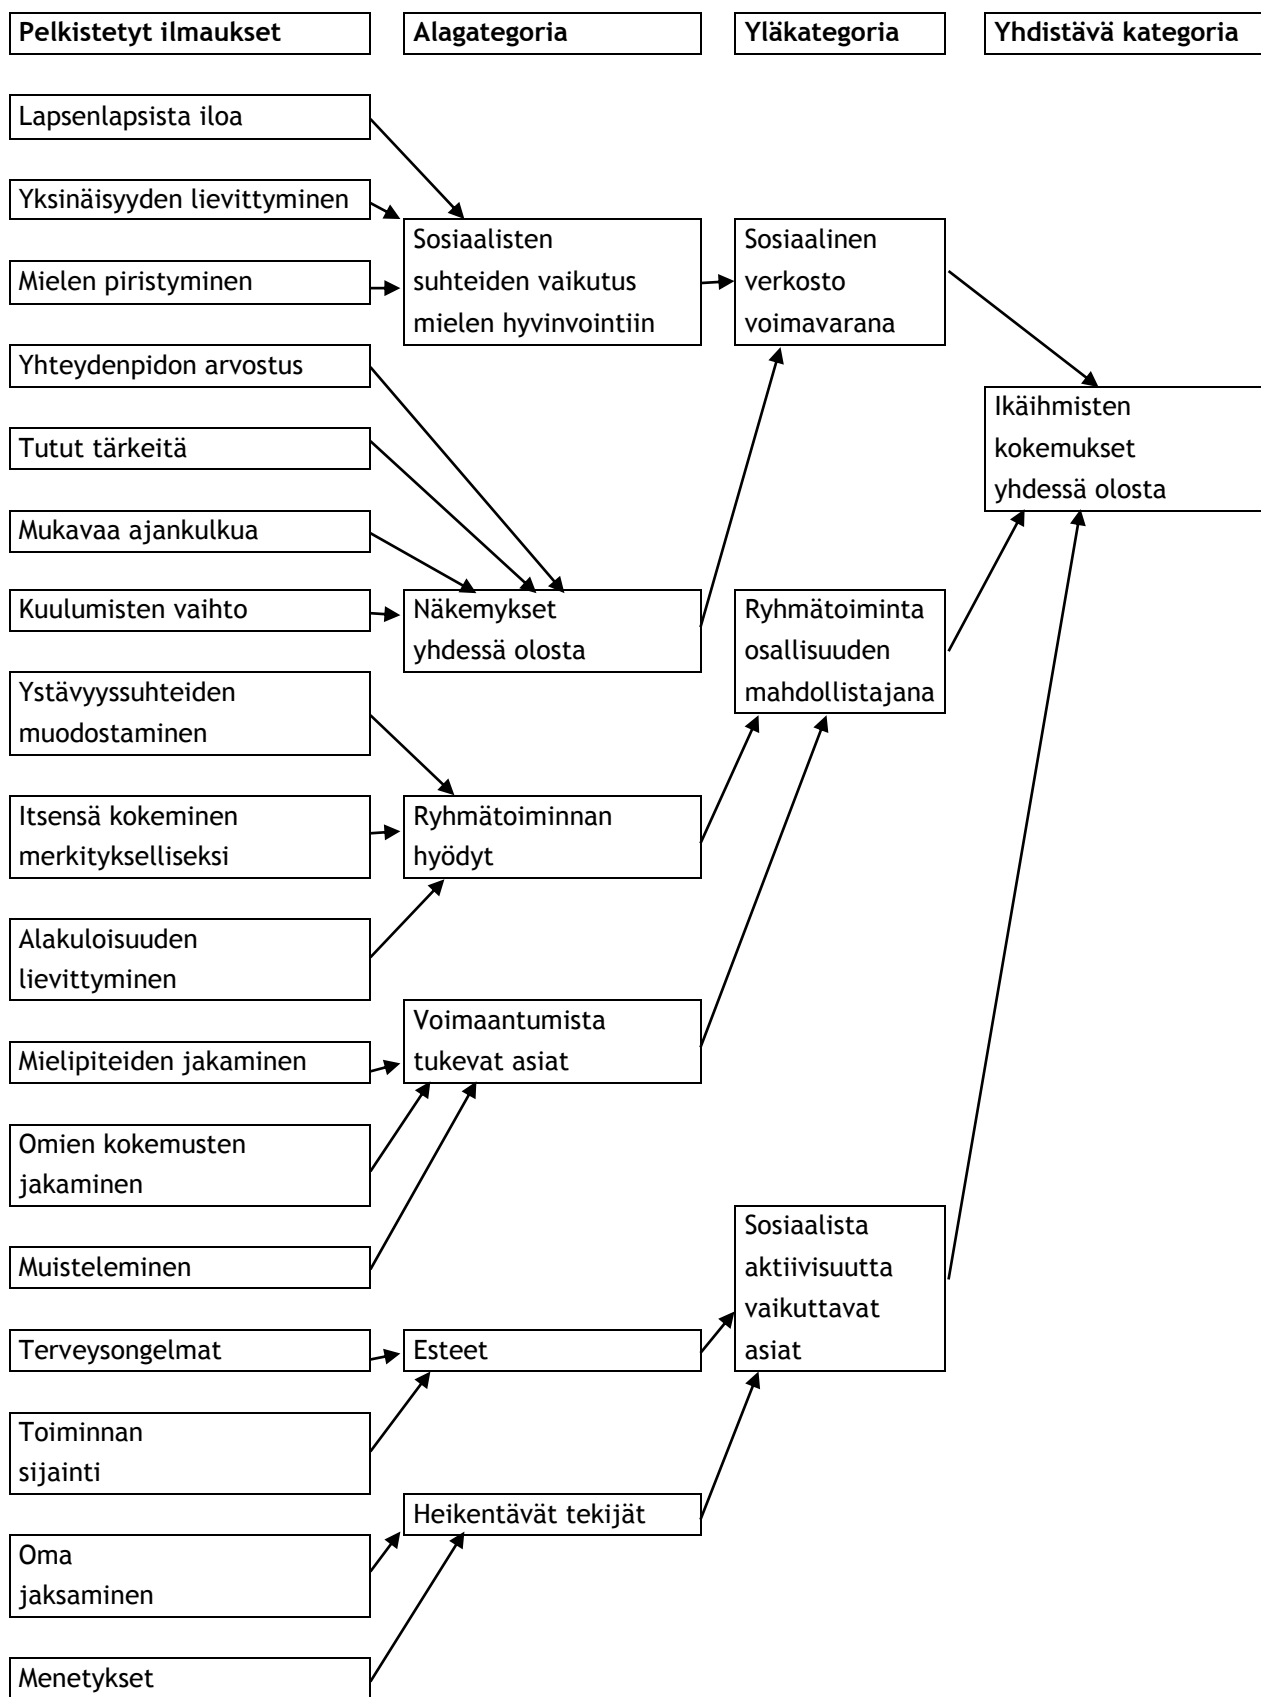 Pelkistetyt ilmaukset
Alagategoria
Yläkategoria
Yhdistävä kategoria
Lapsenlapsista iloa
Yksinäisyyden lievittyminen
Mielen piristyminen
Yhteydenpidon arvostus
Tutut tärkeitä
Mukavaa ajankulkua
Kuulumisten vaihto
Ystävyyssuhteiden
muodostaminen
Itsensä kokeminen
merkitykselliseksi
Alakuloisuuden
lievittyminen
Mielipiteiden jakaminen
Omien kokemusten
jakaminen
Muisteleminen
Terveysongelmat
Toiminnan
sijainti
Oma
jaksaminen
Menetykset
Sosiaalisten
suhteiden vaikutus
mielen hyvinvointiin
Näkemykset
yhdessä olosta
Ryhmätoiminnan
hyödyt
Voimaantumista
tukevat asiat
Esteet
Heikentävät tekijät
Sosiaalinen
verkosto
voimavarana
Ryhmätoiminta
osallisuuden
mahdollistajana
Sosiaalista
aktiivisuutta
vaikuttavat
asiat
Ikäihmisten
kokemukset
yhdessä olosta